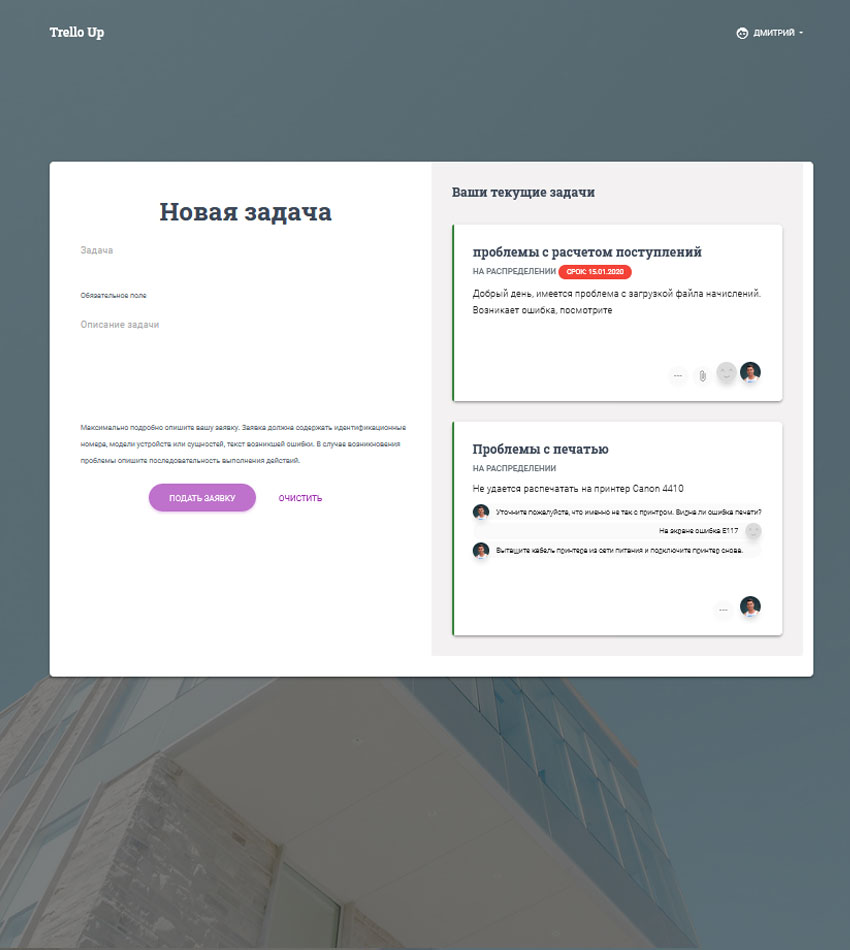 Trello Up
ДМИТРИЙ
Новая задача
Задача
Обязательное поле
Описание задачи
Максимально подробно опишите вашу заявку. Заявка должна содержать идентификационные
номера, модели устройств или сущностей, текст возникшей ошибки. В случае возникновения
проблемы опишите последовательность выполнения действий.
ПОДАТЬ ЗАЯВКУ
ОЧИСТИТЬ
Ваши текущие задачи
проблемы с расчетом поступлений
НА РАСПРЕДЕЛЕНИИ СРОК: 15.01.2020
Добрый день, имеется проблема с загрузкой файла начислений.
Возникает ошибка, посмотрите
Проблемы с печатью
НА РАСПРЕДЕЛЕНИИ
Не удается распечатать на принтер Canon 4410
Уточните пожалуйста, что именно не так с принтром. Видна ли ошибка печати?
На экране ошибка E117
Вытащите кабель принтера из сети питания и подключите принтер снова.